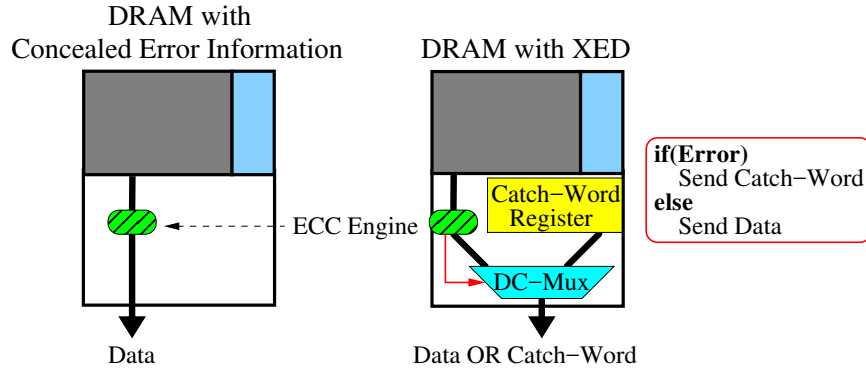 DRAM with
Concealed Error Information
DRAM with XED
Catch−Word
Register
if(Error)
Send Catch−Word
else
Send Data
ECC Engine
DC−Mux
Data
Data OR Catch−Word